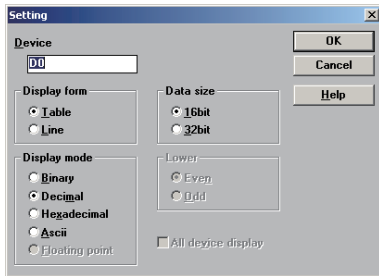 Setting
Device
D0
OK
Cancel
Help
Display form
Table
Line
Data size
16bit
32bit
Display mode
Binary
Decimal
Hexadecimal
Ascii
Floating point
Lower
Even
Odd
All device display